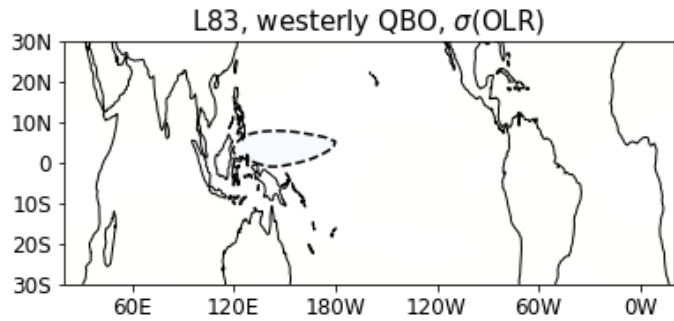 L83, westerly QBO, σ(OLR)
30N
20N
10N
0
10S
20S
30S
60E 120E 180W 120W 60W 0W